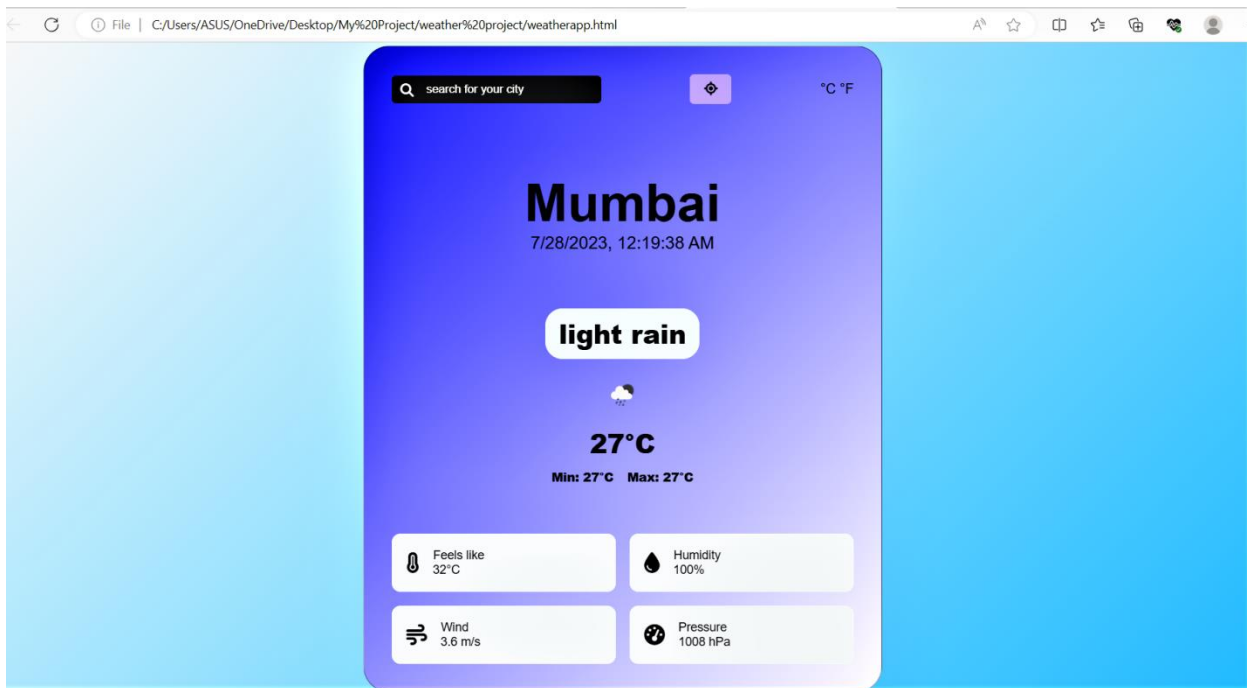 File | C:/Users/ASUS/OneDrive/Desktop/My%20Project/weather%20project/weatherapp.html
search for your city
°C °F
Mumbai
7/28/2023, 12:19:38 AM
light rain
27°C
Min: 27°C Max: 27°C
Feels like
32°C
Humidity
100%
Wind
3.6 m/s
Pressure
1008 hPa